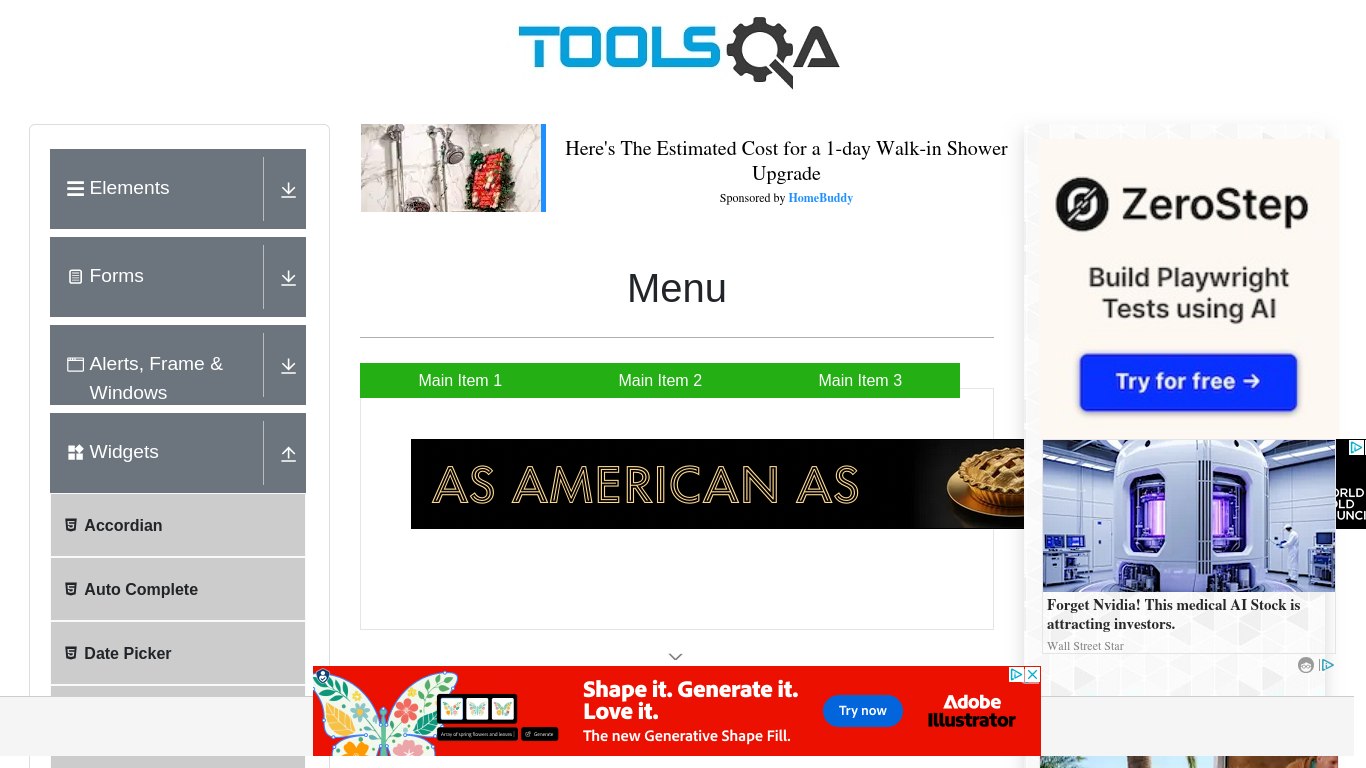 TOOLSQA
Elements
Forms
Alerts, Frame &
Windows
Widgets
Accordian
Auto Complete
Date Picker
Here's The Estimated Cost for a 1-day Walk-in Shower
Upgrade
Sponsored by HomeBuddy
Menu
Main Item 1
Main Item 2
Main Item 3
AS AMERICAN AS
ZeroStep
Build Playwright
Tests using AI
Try for free →
Forget Nvidia! This medical AI Stock is
attracting investors.
Wall Street Star
Array of spring flowers and leaves
Generate
Shape it. Generate it.
Love it.
The new Generative Shape Fill.
Try now
Adobe
Illustrator